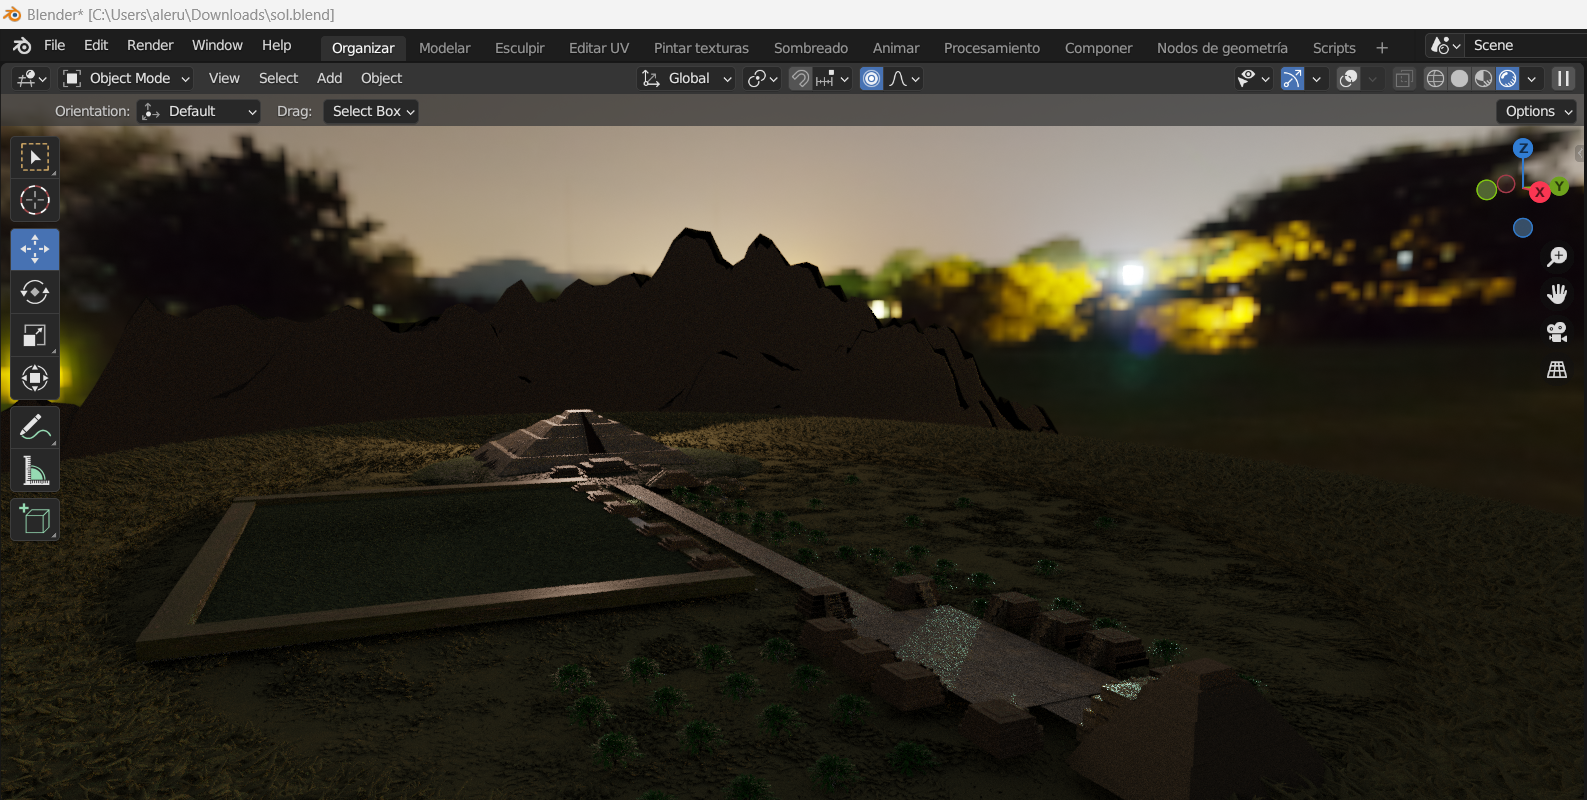 Blender* [C:\Users\aleru\Downloads\sol.blend]
File Edit Render Window Help Organizar Modelar Esculpir Editar UV Pintar texturas Sombreado Animar Procesamiento Componer Nodos de geometría Scripts + Scene
Object Mode View Select Add Object Global
Orientation: Default Drag: Select Box Options
Z
X Y